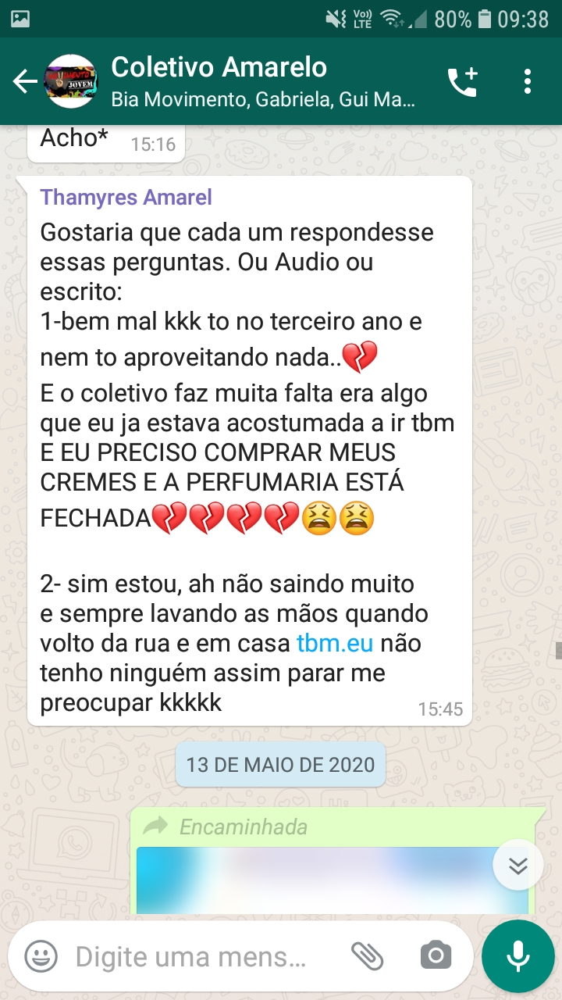 Vo)) LTE 80% 09:38
Coletivo Amarelo
Bia Movimento, Gabriela, Gui Ma...
JOVEM
Acho* 15:16
Thamyres Amarel
Gostaria que cada um respondesse
essas perguntas. Ou Audio ou
escrito:
1-bem mal kkk to no terceiro ano e
nem to aproveitando nada..💔
E o coletivo faz muita falta era algo
que eu ja estava acostumada a ir tbm
E EU PRECISO COMPRAR MEUS
CREMES E A PERFUMARIA ESTÁ
FECHADA💔💔💔💔😫😫
2- sim estou, ah não saindo muito
e sempre lavando as mãos quando
volto da rua e em casa tbm.eu não
tenho ninguém assim parar me
preocupar kkkkk
15:45
13 DE MAIO DE 2020
Encaminhada
Digite uma mens...